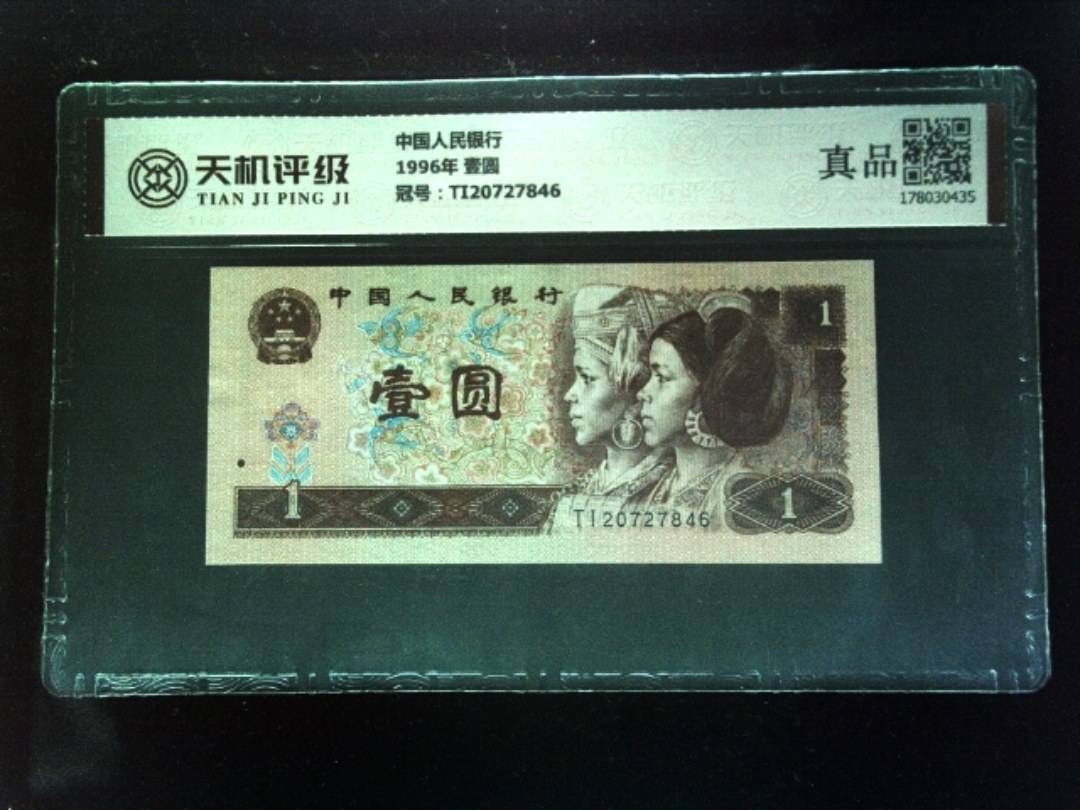 天机评级
TIAN JI PING JI
中国人民银行
1996年 壹圆
冠号：TI20727846
真品
178030435
中国人民银行
1
壹圆
1
TI20727846
1